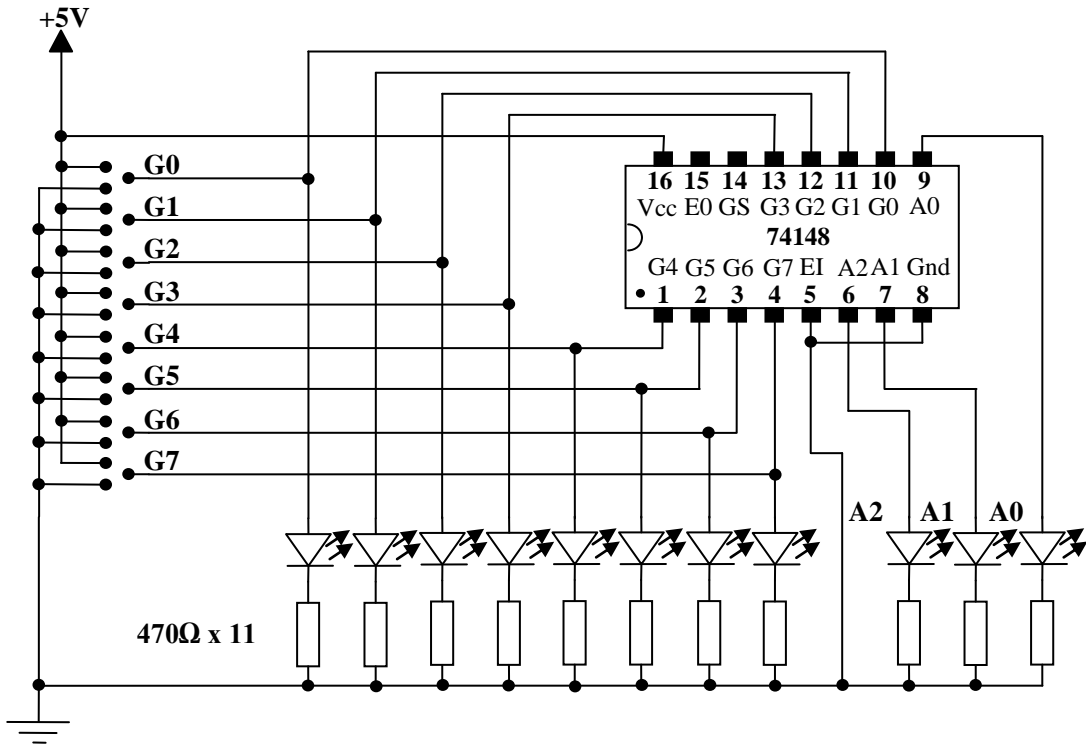 +5V
G0
G1
G2
G3
G4
G5
G6
G7
16 15 14 13 12 11 10 9
Vcc E0 GS G3 G2 G1 G0 A0
74148
G4 G5 G6 G7 EI A2 A1 Gnd
1 2 3 4 5 6 7 8
A2 A1 A0
470Ω x 11